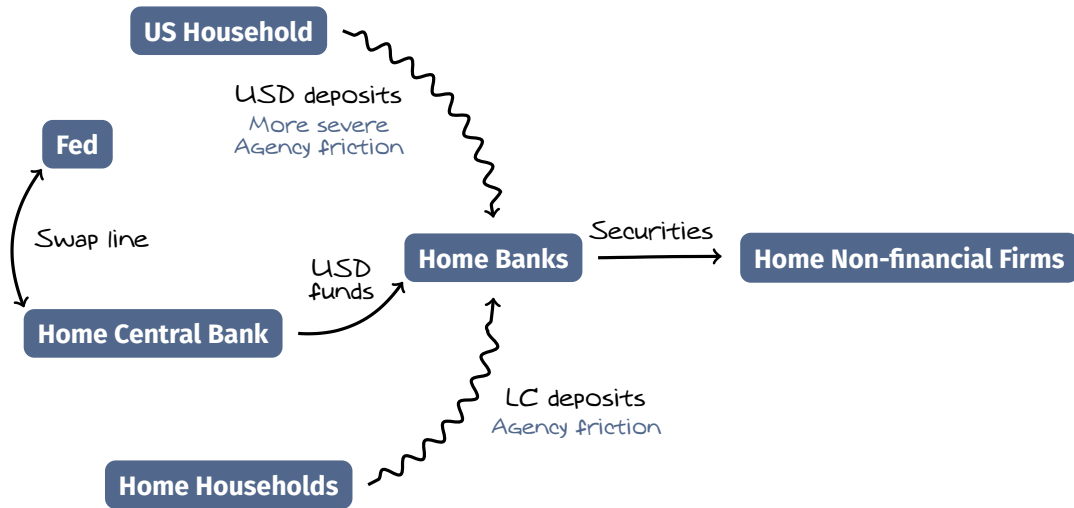 US Household
USD deposits
More severe
Agency friction
Fed
Swap line
Home Banks
Securities
Home Non-financial Firms
USD
funds
Home Central Bank
LC deposits
Agency friction
Home Households